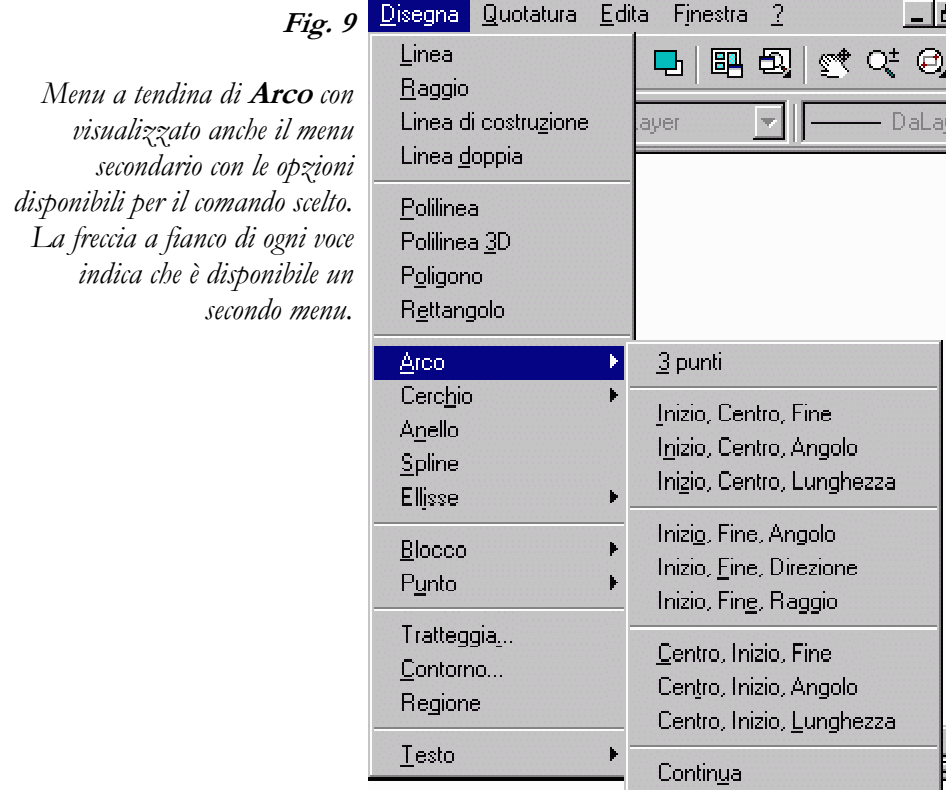 Fig. 9
Menu a tendina di Arco con
visualizzato anche il menu
secondario con le opzioni
disponibili per il comando scelto.
La freccia a fianco di ogni voce
indica che è disponibile un
secondo menu.
Disegna Quotatura Edita Finestra ?
Linea
Raggio
Linea di costruzione
Linea doppia
Polilinea
Polilinea 3D
Poligono
Rettangolo
Arco
Cerchio
Anello
Spline
Ellisse
Blocco
Punto
Tratteggia...
Contorno...
Regione
Testo
3 punti
Inizio, Centro, Fine
Inizio, Centro, Angolo
Inizio, Centro, Lunghezza
Inizio, Fine, Angolo
Inizio, Fine, Direzione
Inizio, Fine, Raggio
Centro, Inizio, Fine
Centro, Inizio, Angolo
Centro, Inizio, Lunghezza
Continua